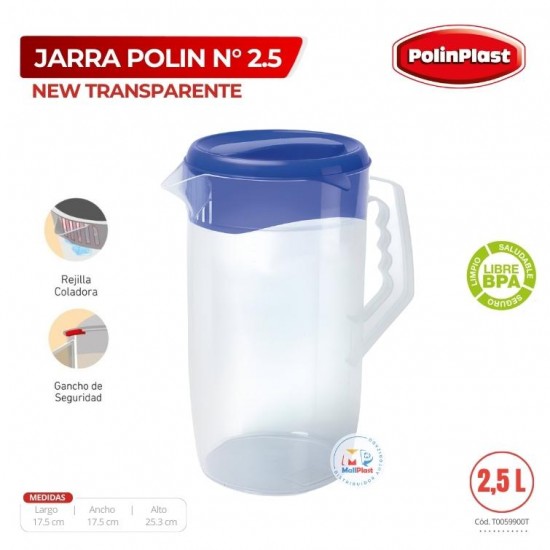 JARRA POLIN N° 2.5
NEW TRANSPARENTE
PolinPlast
Rejilla
Coladora
Gancho de
Seguridad
LIMPIO SALUDABLE SEGURO
LIBRE
BPA
MallPlast
DISTRIBUIDOR
MEDIDAS
Largo Ancho Alto
17.5 cm 17.5 cm 25.3 cm
2,5 L
Cód. T0059900T